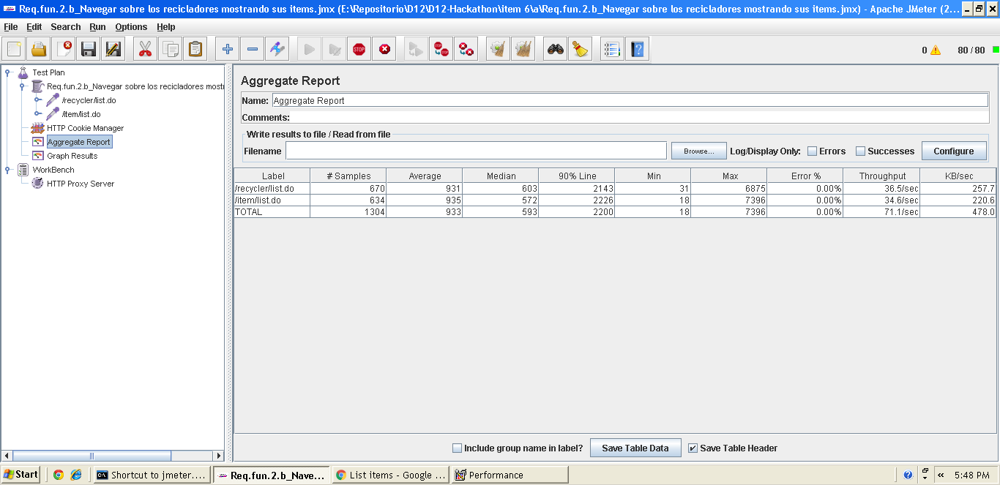 Req.fun.2.b_Navegar sobre los recicladores mostrando sus items.jmx (E:\Repositorio\D12\D12-Hackathon\item 6\a\Req.fun.2.b_Navegar sobre los recicladores mostrando sus items.jmx) - Apache JMeter (2...
File Edit Search Run Options Help
STOP STOP STOP 0 80 / 80
Test Plan
Req.fun.2.b_Navegar sobre los recicladores mostr
/recycler/list.do
/item/list.do
HTTP Cookie Manager
Aggregate Report
Graph Results
WorkBench
HTTP Proxy Server
Aggregate Report
Name: Aggregate Report
Comments:
Write results to file / Read from file
Filename Browse... Log/Display Only: Errors Successes Configure
Label # Samples Average Median 90% Line Min Max Error % Throughput KB/sec
/recycler/list.do 670 931 603 2143 31 6875 0.00% 36.5/sec 257.7
/item/list.do 634 935 572 2226 18 7396 0.00% 34.6/sec 220.6
TOTAL 1304 933 593 2200 18 7396 0.00% 71.1/sec 478.0
Include group name in label? Save Table Data Save Table Header
Start Shortcut to jmeter.... Req.fun.2.b_Nave... List items - Google ... Performance « 5:48 PM